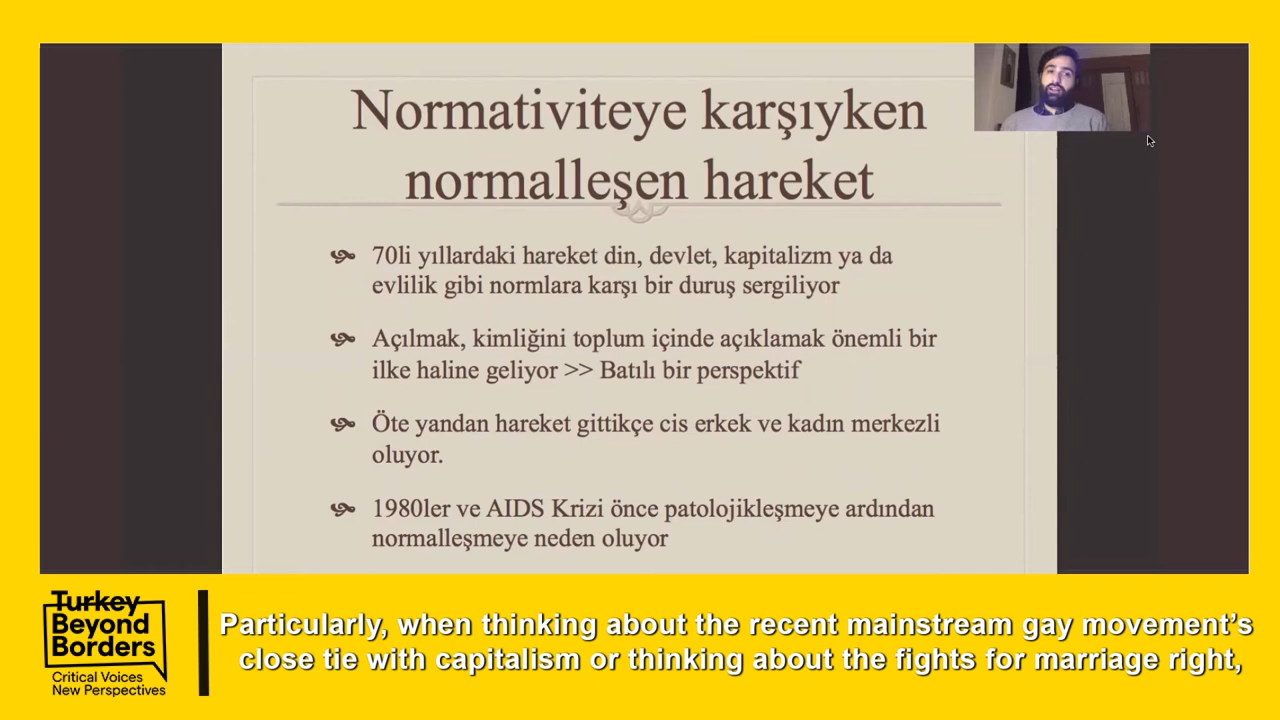 Normativiteye karşıyken
normalleşen hareket
70li yıllardaki hareket din, devlet, kapitalizm ya da
evlilik gibi normlara karşı bir duruş sergiliyor
Açılmak, kimliğini toplum içinde açıklamak önemli bir
ilke haline geliyor >> Batılı bir perspektif
Öte yandan hareket gittikçe cis erkek ve kadın merkezli
oluyor.
1980ler ve AIDS Krizi önce patolojikleşmeye ardından
normalleşmeye neden oluyor
Turkey
Beyond
Borders
Critical Voices
New Perspectives
Particularly, when thinking about the recent mainstream gay movement’s
close tie with capitalism or thinking about the fights for marriage right,